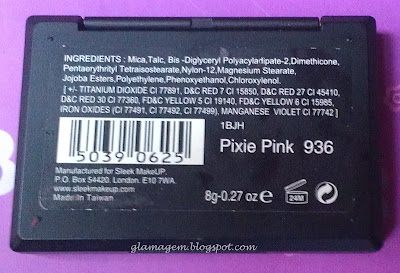 INGREDIENTS : Mica,Talc, Bis -Diglyceryl Polyacylarlipate-2,Dimethicone,
Pentaerythrityl Tetraisostearate,Nylon-12,Magnesium Stearate,
Jojoba Esters,Polyethylene,Phenoxyethanol,Chloroxylenol.
[ +/- TITANIUM DIOXIDE CI 77891, D&C RED 7 CI 15850, D&C RED 27 CI 45410,
D&C RED 30 CI 77360, FD&C YELLOW 5 CI 19140, FD&C YELLOW 6 CI 15985,
IRON OXIDES (CI 77491, CI 77492, CI 77499), MANGANESE VIOLET CI 77742 ]
1BJH
50390625
Pixie Pink 936
Manufactured for Sleek MakeUP.
P.O. Box 54420. London. E10 7WA.
www.sleekmakeup.com
Made In Taiwan
8g-0.27 oz e
24M
glamagem.blogspot.com